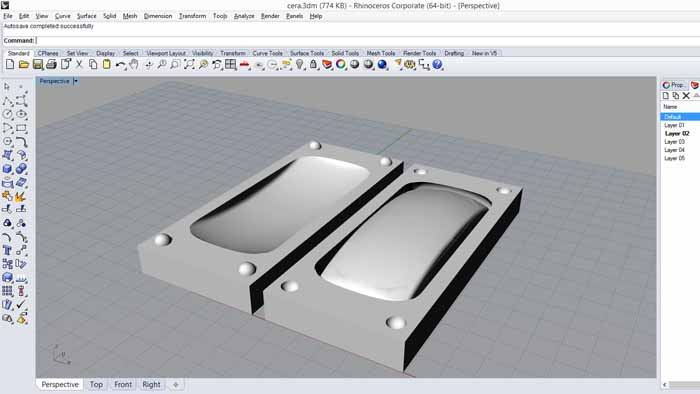 cera.3dm (774 KB) - Rhinoceros Corporate (64-bit) - [Perspective]
File Edit View Curve Surface Solid Mesh Dimension Transform Tools Analyze Render Panels Help
Autosave completed successfully
Command:
Standard CPlanes Set View Display Select Viewport Layout Visibility Transform Curve Tools Surface Tools Solid Tools Mesh Tools Render Tools Drafting New in V5
Perspective
Prop...
Name
Default
Layer 01
Layer 02
Layer 03
Layer 04
Layer 05
Perspective Top Front Right